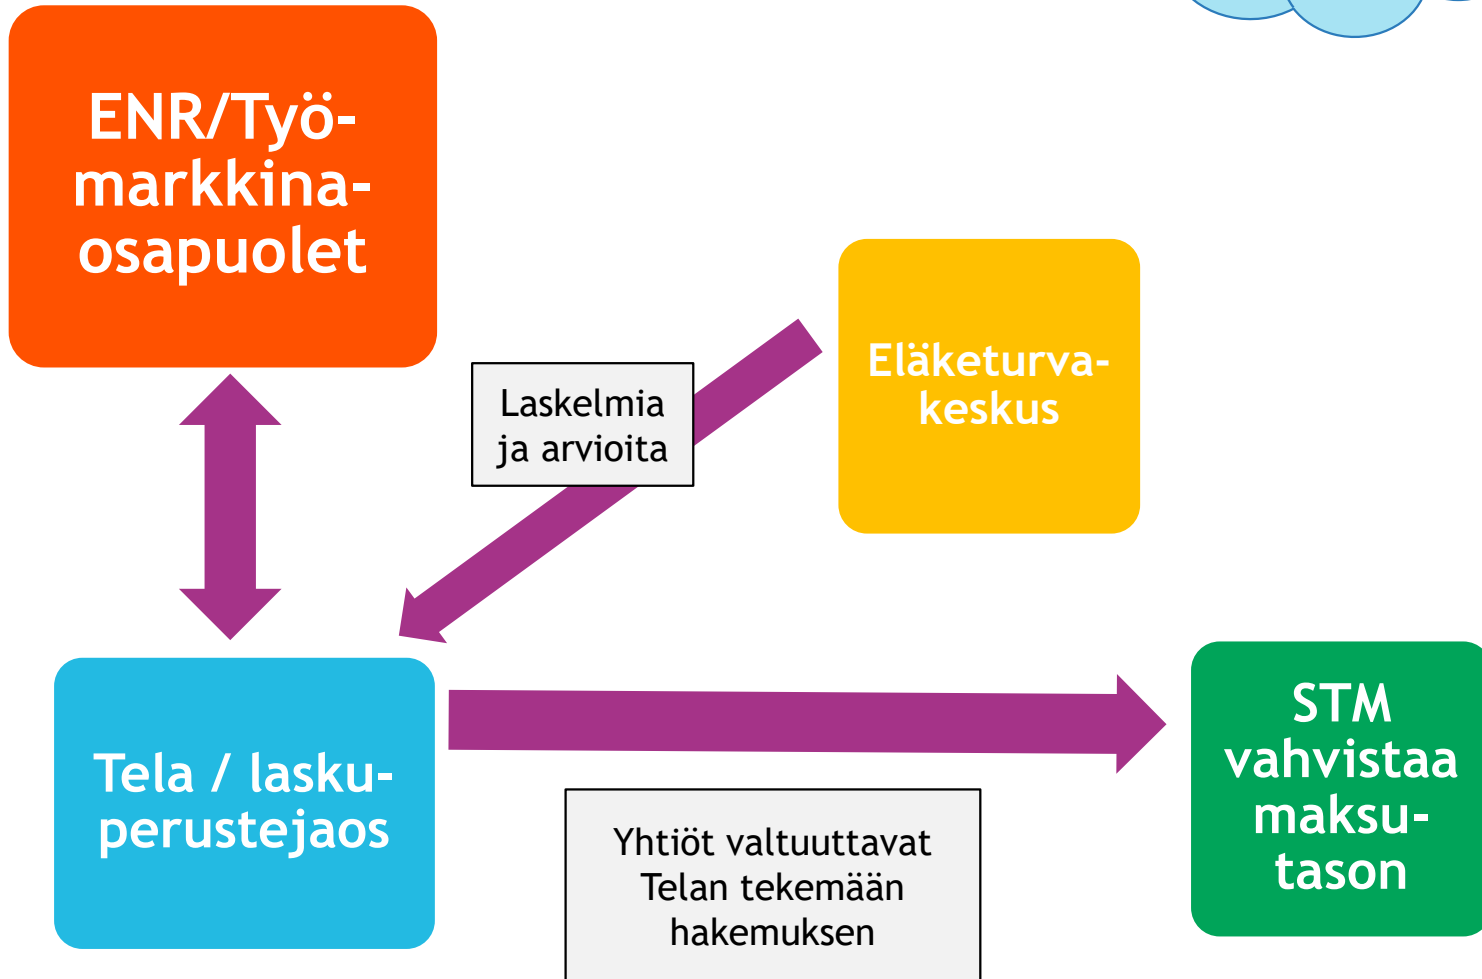 ENR/Työ-
markkina-
osapuolet
Laskelmia
ja arvioita
Eläketurva-
keskus
Tela / lasku-
perustejaos
Yhtiöt valtuuttavat
Telan tekemään
hakemuksen
STM
vahvistaa
maksu-
tason